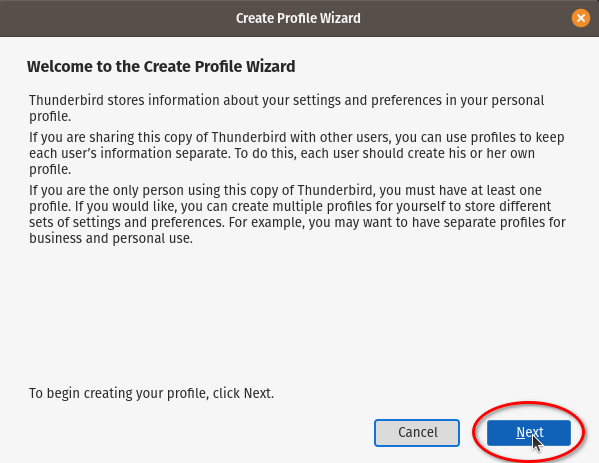 Create Profile Wizard
Welcome to the Create Profile Wizard
Thunderbird stores information about your settings and preferences in your personal
profile.
If you are sharing this copy of Thunderbird with other users, you can use profiles to keep
each user's information separate. To do this, each user should create his or her own
profile.
If you are the only person using this copy of Thunderbird, you must have at least one
profile. If you would like, you can create multiple profiles for yourself to store different
sets of settings and preferences. For example, you may want to have separate profiles for
business and personal use.
To begin creating your profile, click Next.
Cancel Next